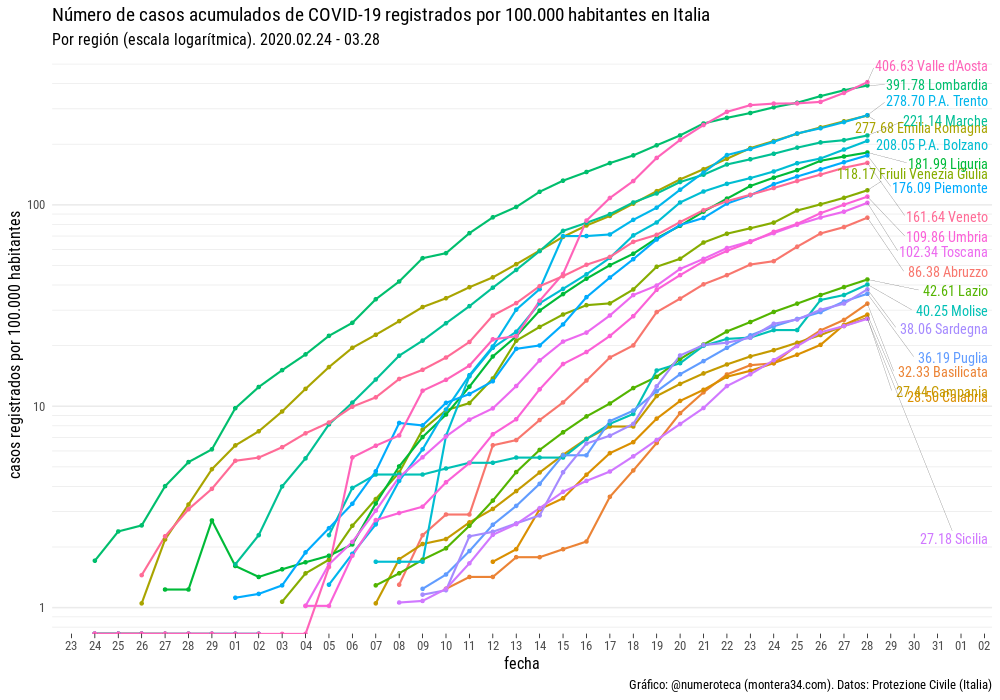 Número de casos acumulados de COVID-19 registrados por 100.000 habitantes en Italia
Por región (escala logarítmica). 2020.02.24 - 03.28
casos registrados por 100.000 habitantes
100
10
1
406.63 Valle d'Aosta
391.78 Lombardia
278.70 P.A. Trento
221.14 Marche
277.68 Emilia Romagna
208.05 P.A. Bolzano
181.99 Liguria
118.17 Friuli Venezia Giulia
176.09 Piemonte
161.64 Veneto
109.86 Umbria
102.34 Toscana
86.38 Abruzzo
42.61 Lazio
40.25 Molise
38.06 Sardegna
36.19 Puglia
32.33 Basilicata
27.44 Campania
28.56 Calabria
27.18 Sicilia
23 24 25 26 27 28 29 01 02 03 04 05 06 07 08 09 10 11 12 13 14 15 16 17 18 19 20 21 22 23 24 25 26 27 28 29 30 31 01 02
fecha
Gráfico: @numeroteca (montera34.com). Datos: Protezione Civile (Italia)